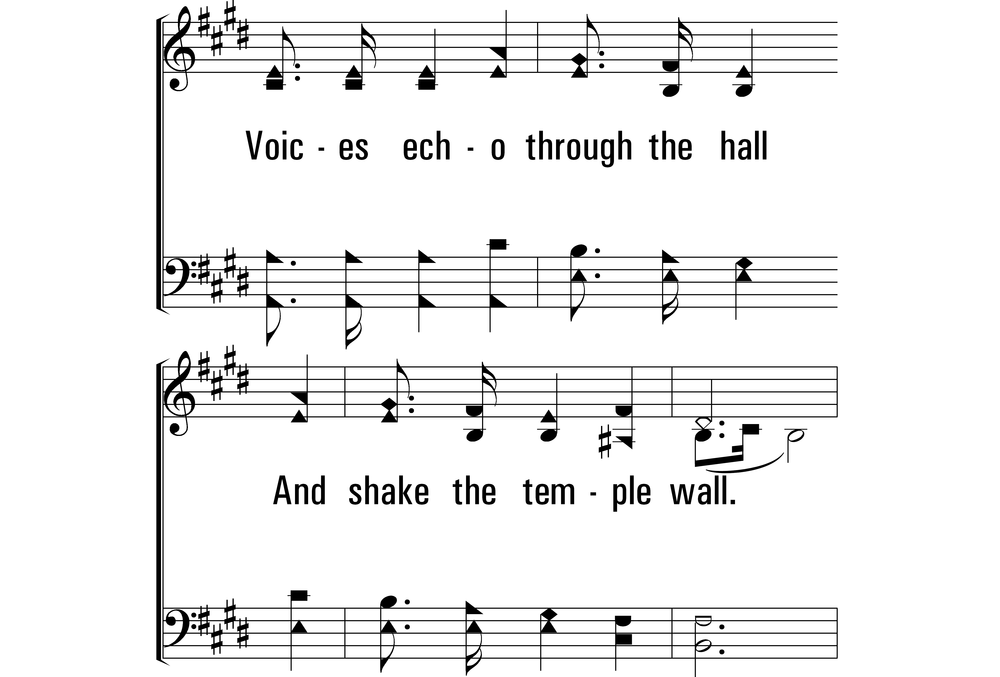 Voic - es ech - o through the hall
And shake the tem - ple wall.